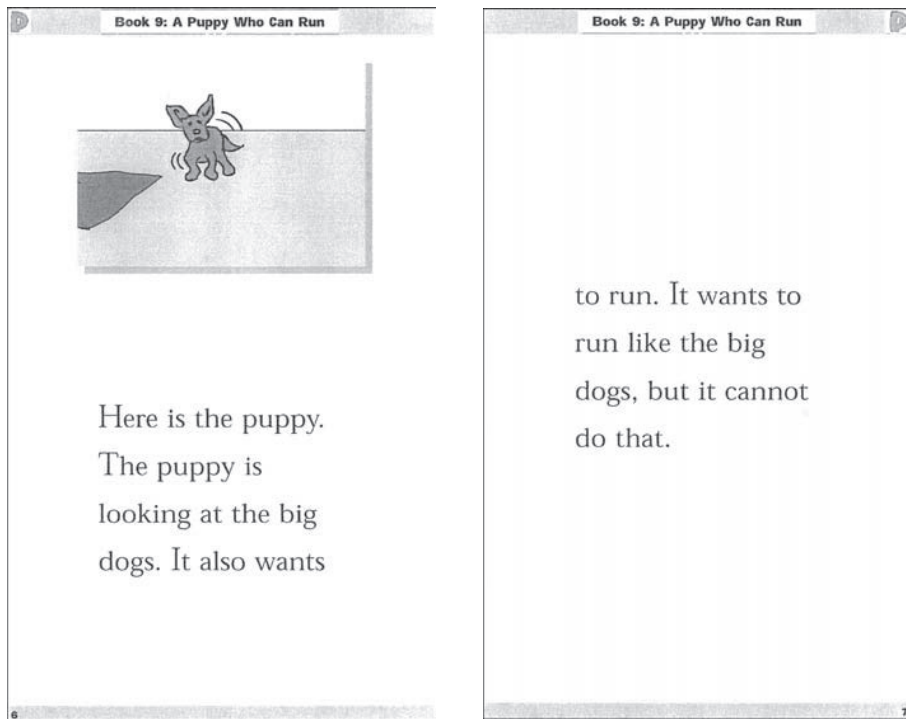 Book 9: A Puppy Who Can Run
Here is the puppy.
The puppy is
looking at the big
dogs. It also wants
6
Book 9: A Puppy Who Can Run
to run. It wants to
run like the big
dogs, but it cannot
do that.
7